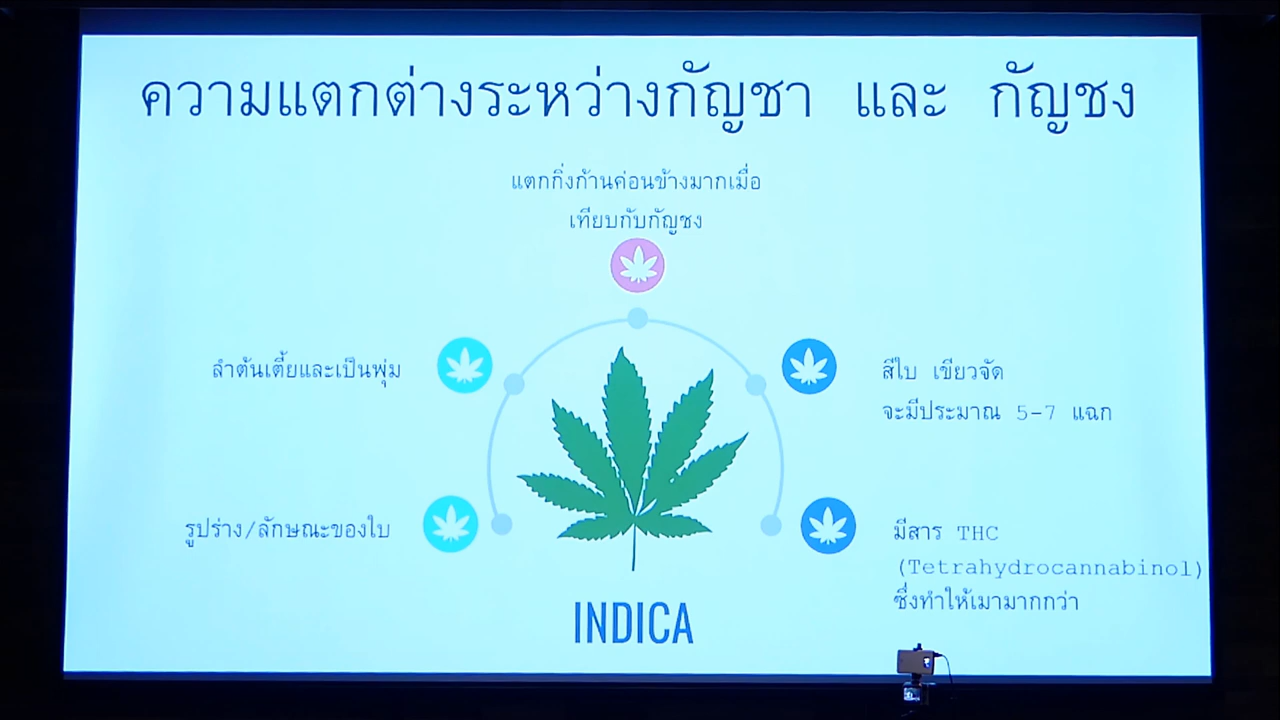 ความแตกต่างระหว่างกัญชา และ กัญชง
แตกกิ่งก้านค่อนข้างมากเมื่อ
เทียบกับกัญชง
ลำต้นเตี้ยและเป็นพุ่ม
สีใบ เขียวจัด
จะมีประมาณ 5-7 แฉก
รูปร่าง/ลักษณะของใบ
มีสาร THC
(Tetrahydrocannabinol)
ซึ่งทำให้เมามากกว่า
INDICA